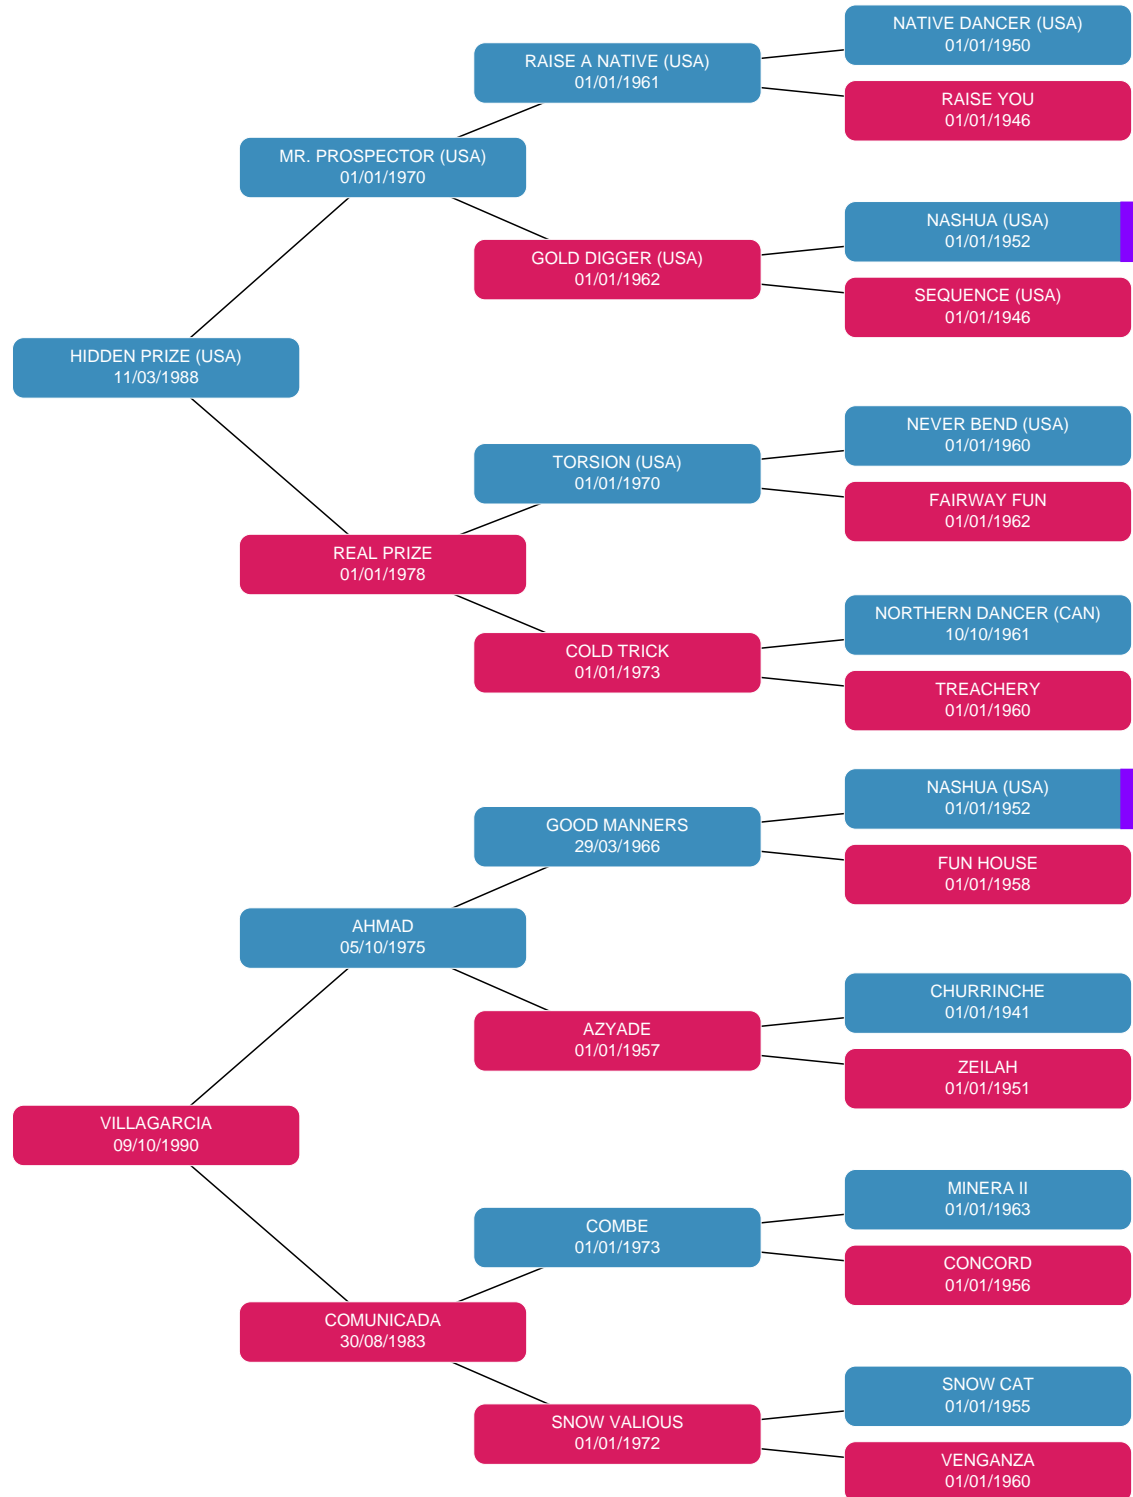 NATIVE DANCER (USA)
01/01/1950
RAISE A NATIVE (USA)
01/01/1961
RAISE YOU
01/01/1946
MR. PROSPECTOR (USA)
01/01/1970
NASHUA (USA)
01/01/1952
GOLD DIGGER (USA)
01/01/1962
SEQUENCE (USA)
01/01/1946
HIDDEN PRIZE (USA)
11/03/1988
NEVER BEND (USA)
01/01/1960
TORSION (USA)
01/01/1970
FAIRWAY FUN
01/01/1962
REAL PRIZE
01/01/1978
NORTHERN DANCER (CAN)
10/10/1961
COLD TRICK
01/01/1973
TREACHERY
01/01/1960
NASHUA (USA)
01/01/1952
GOOD MANNERS
29/03/1966
FUN HOUSE
01/01/1958
AHMAD
05/10/1975
CHURRINCHE
01/01/1941
AZYADE
01/01/1957
ZEILAH
01/01/1951
VILLAGARCIA
09/10/1990
MINERA II
01/01/1963
COMBE
01/01/1973
CONCORD
01/01/1956
COMUNICADA
30/08/1983
SNOW CAT
01/01/1955
SNOW VALIOUS
01/01/1972
VENGANZA
01/01/1960